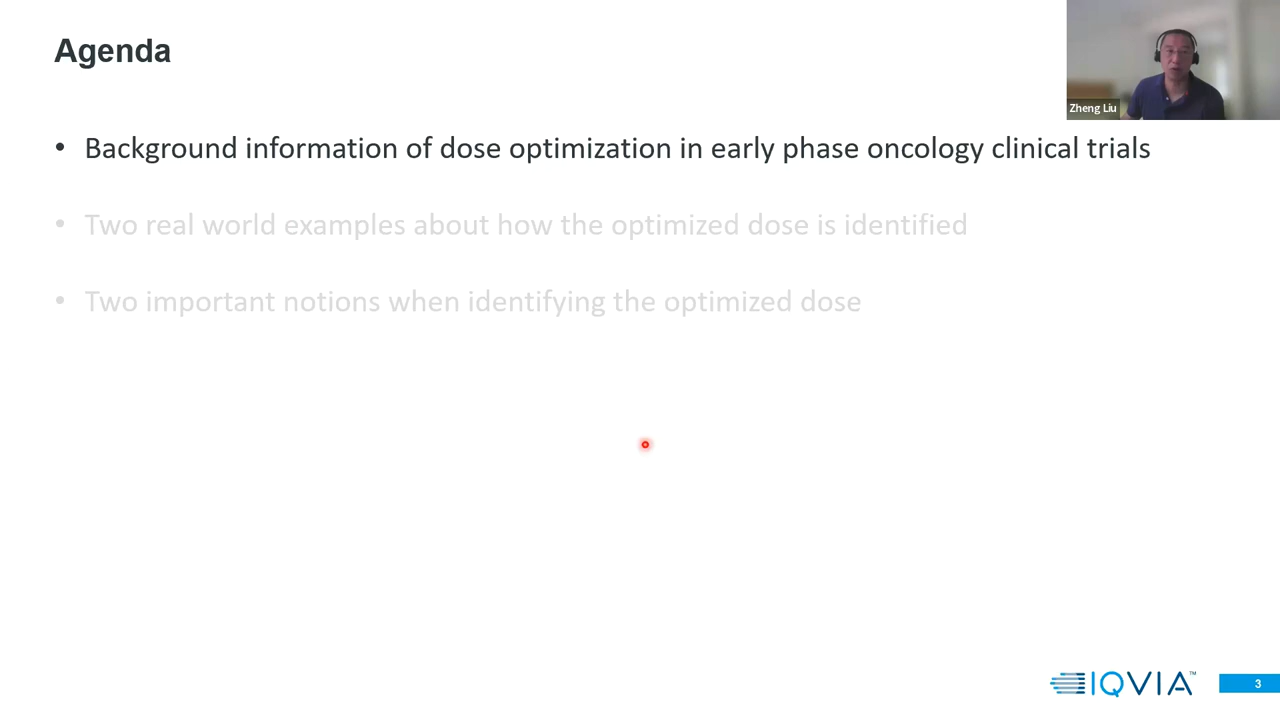 Agenda
Zheng Liu
• Background information of dose optimization in early phase oncology clinical trials
• Two real world examples about how the optimized dose is identified
• Two important notions when identifying the optimized dose
IQVIA™
3